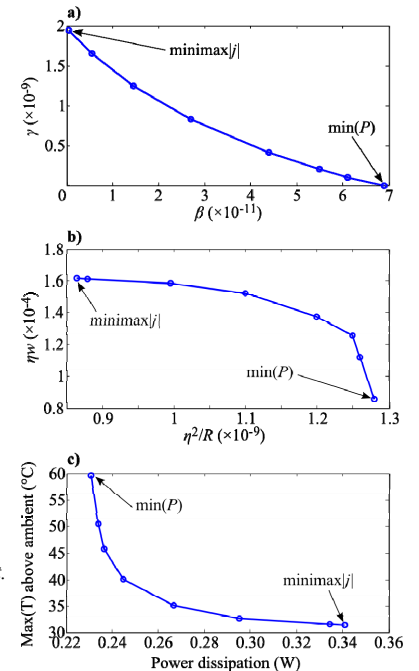 a)
2
minimax|j|
1.5
1
min(P)
0.5
γ (×10-9)
0 1 2 3 4 5 6 7
β (×10-11)
b)
1.8
1.6
minimax|j|
1.4
1.2
min(P)
1
0.8
ηw (×10-4)
0.9 1 1.1 1.2 1.3
η²/R (×10-9)
c)
60
min(P)
55
50
45
40
minimax|j|
35
30
Max(T) above ambient (°C)
0.22 0.24 0.26 0.28 0.30 0.32 0.34 0.36
Power dissipation (W)